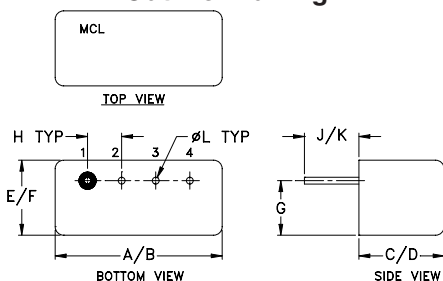 MCL
TOP VIEW
H TYP
øL TYP
J/K
1 2 3 4
E/F
G
A/B
C/D
BOTTOM VIEW
SIDE VIEW